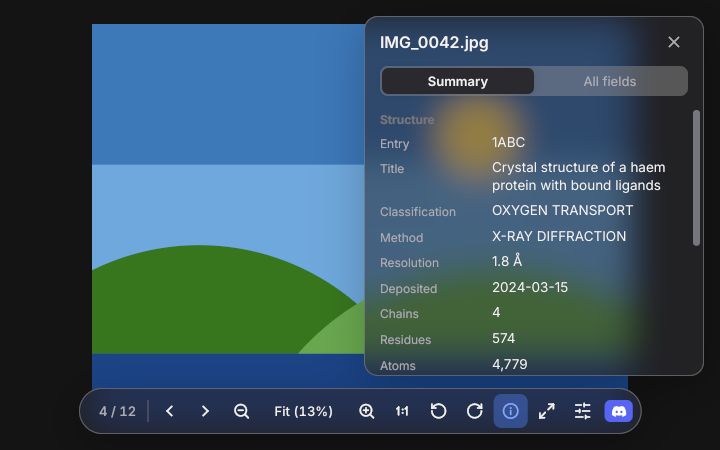 IMG_0042.jpg
Summary All fields
Structure
Entry 1ABC
Title Crystal structure of a haem
protein with bound ligands
Classification OXYGEN TRANSPORT
Method X-RAY DIFFRACTION
Resolution 1.8 Å
Deposited 2024-03-15
Chains 4
Residues 574
Atoms 4,779
4 / 12 Fit (13%) 1:1